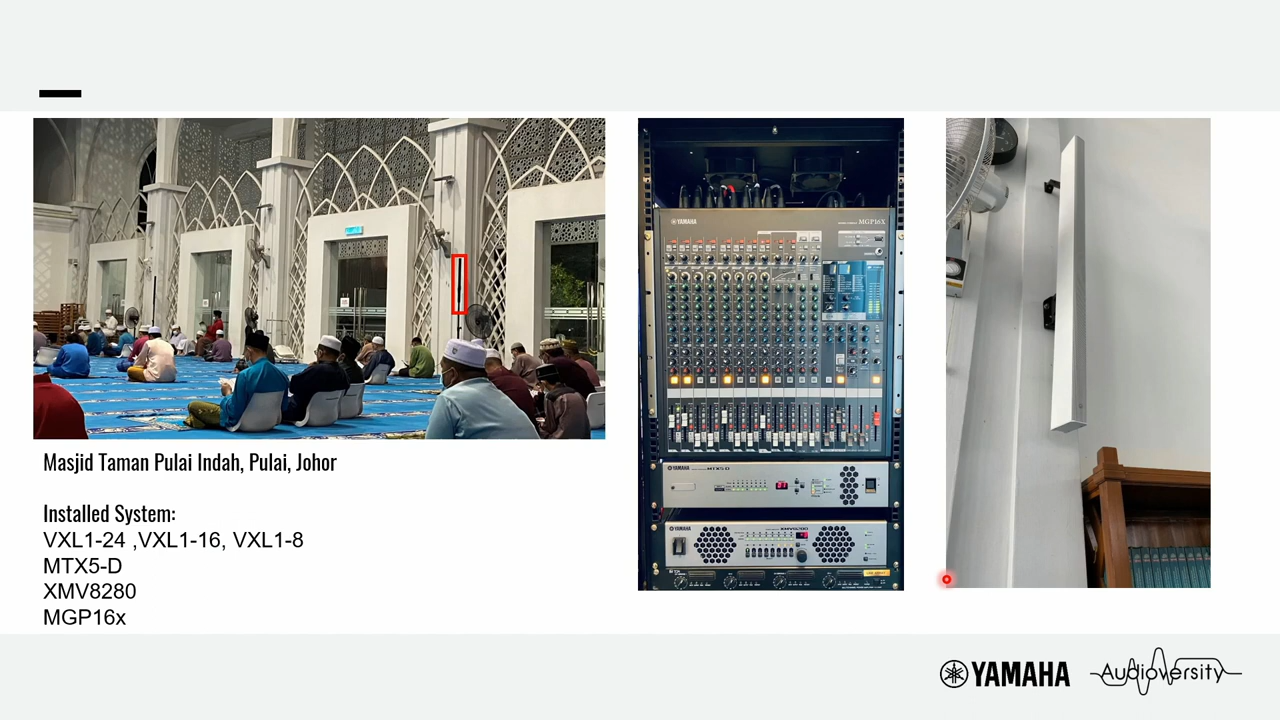 Masjid Taman Pulai Indah, Pulai, Johor
Installed System:
VXL1-24 ,VXL1-16, VXL1-8
MTX5-D
XMV8280
MGP16x
YAMAHA
MGP16X
YAMAHA
MTX5-D
YAMAHA
XMV8280
YAMAHA
Audioversity